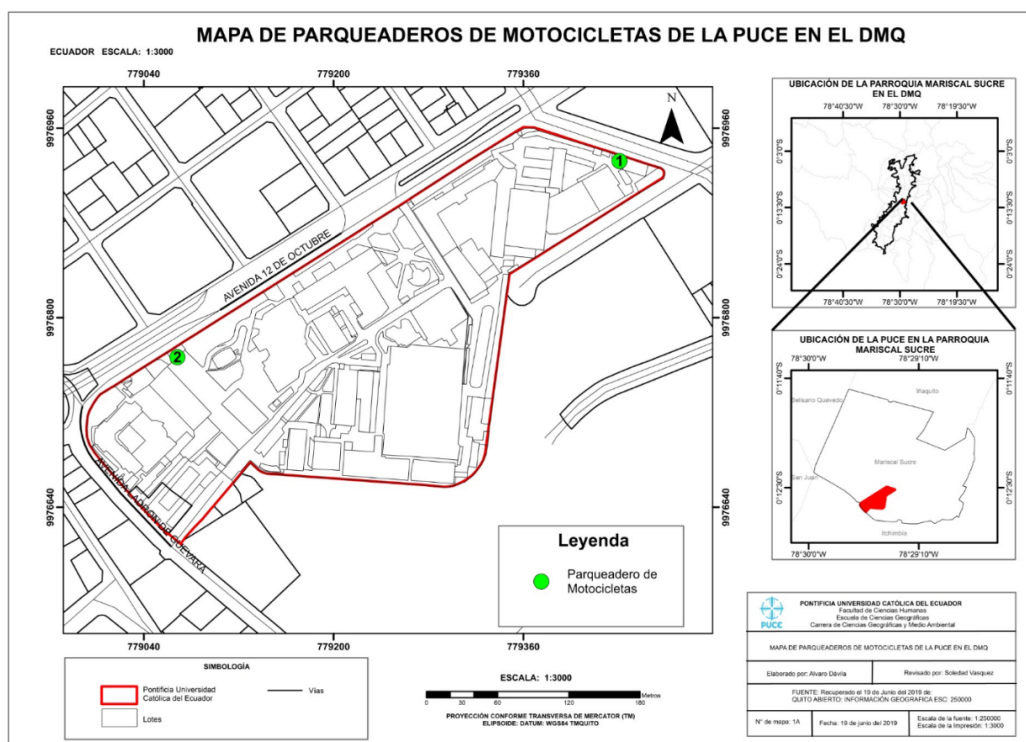 MAPA DE PARQUEADEROS DE MOTOCICLETAS DE LA PUCE EN EL DMQ
ECUADOR ESCALA: 1:3000
779040 779200 779360
9976960 9976960
9976800 9976800
9976640 9976640
N
1
2
AVENIDA 12 DE OCTUBRE
AVENIDA LADRON DE GUEVARA
Leyenda
Parqueadero de
Motocicletas
779040 779200 779360
UBICACIÓN DE LA PARROQUIA MARISCAL SUCRE
EN EL DMQ
78°40'30"W 78°30'0"W 78°19'30"W
0°3'0"S 0°3'0"S
0°13'30"S 0°13'30"S
0°24'0"S 0°24'0"S
78°40'30"W 78°30'0"W 78°19'30"W
UBICACIÓN DE LA PUCE EN LA PARROQUIA
MARISCAL SUCRE
78°30'0"W 78°29'10"W
0°11'40"S 0°11'40"S
Belisario Quevedo
Iñaquito
Mariscal Sucre
San Juan
0°12'30"S 0°12'30"S
Itchimbía
78°30'0"W 78°29'10"W
SIMBOLOGÍA
Pontificia Universidad
Católica del Ecuador
Vías
Lotes
ESCALA: 1:3000
0 30 60 120 180 Metros
PROYECCIÓN CONFORME TRANSVERSA DE MERCATOR (TM)
ELIPSOIDE: DATUM: WGS84 TMQUITO
PUCE
PONTIFICIA UNIVERSIDAD CATÓLICA DEL ECUADOR
Facultad de Ciencias Humanas
Escuela de Ciencias Geográficas
Carrera de Ciencias Geográficas y Medio Ambiental
MAPA DE PARQUEADEROS DE MOTOCICLETAS DE LA PUCE EN EL DMQ
Elaborado por: Alvaro Dávila
Revisado por: Soledad Vasquez
FUENTE: Recuperado el 19 de Junio del 2019 de:
QUITO ABIERTO: INFORMACIÓN GEOGRAFICA ESC: 250000
N° de mapa: 1A
Fecha: 19 de junio del 2019
Escala de la fuente: 1:250000
Escala de la Impresión: 1:3000